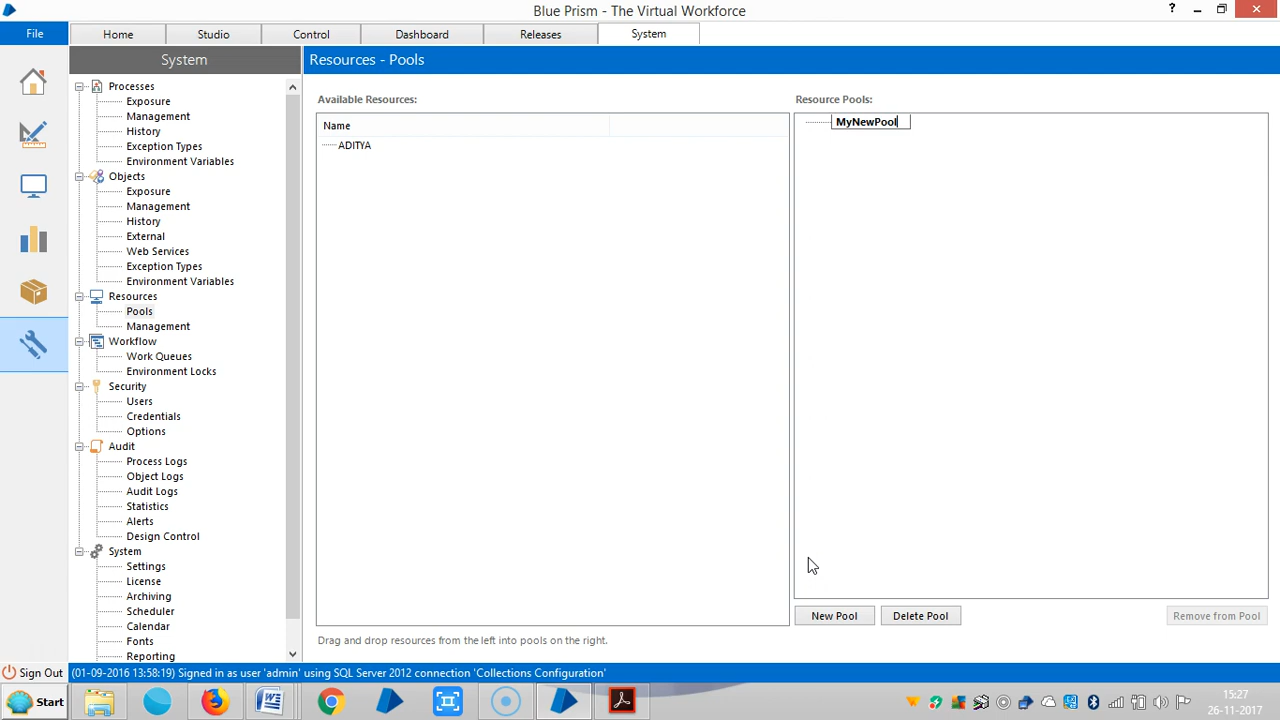 Blue Prism - The Virtual Workforce
?
File
Home
Studio
Control
Dashboard
Releases
System
System
Resources - Pools
Processes
Exposure
Management
History
Exception Types
Environment Variables
Objects
Exposure
Management
History
External
Web Services
Exception Types
Environment Variables
Resources
Pools
Management
Workflow
Work Queues
Environment Locks
Security
Users
Credentials
Options
Audit
Process Logs
Object Logs
Audit Logs
Statistics
Alerts
Design Control
System
Settings
License
Archiving
Scheduler
Calendar
Fonts
Reporting
Available Resources:
Name
ADITYA
Drag and drop resources from the left into pools on the right.
Resource Pools:
MyNewPool
New Pool
Delete Pool
Remove from Pool
Sign Out
(01-09-2016 13:58:19) Signed in as user 'admin' using SQL Server 2012 connection 'Collections Configuration'
Start
15:27
26-11-2017